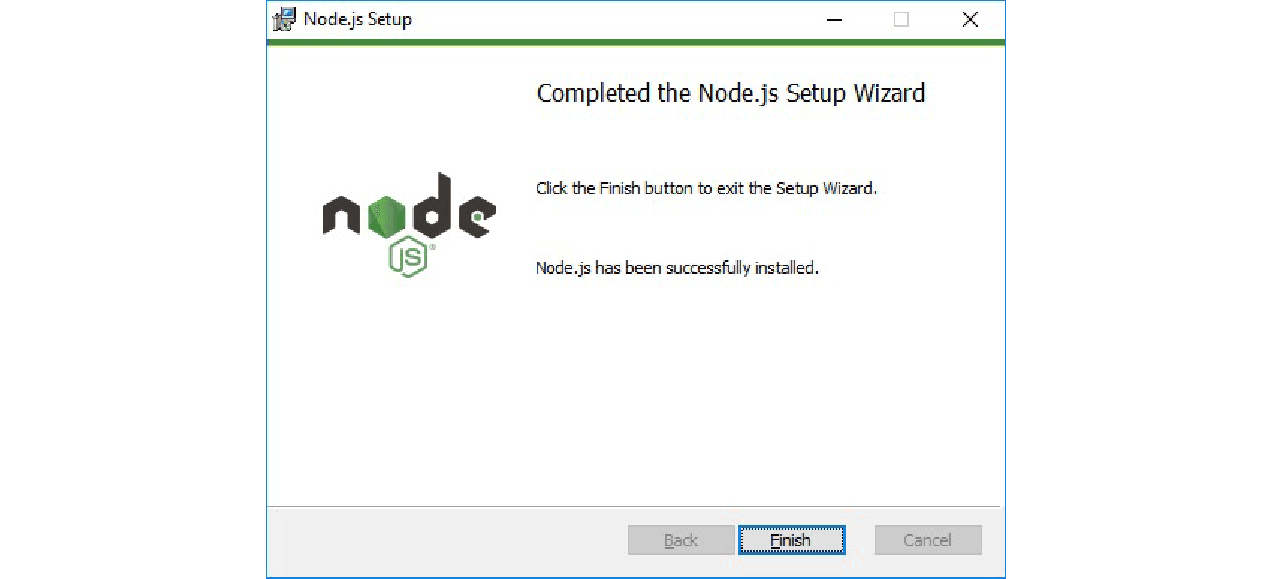 Node.js Setup
Completed the Node.js Setup Wizard
Click the Finish button to exit the Setup Wizard.
node
JS®
Node.js has been successfully installed.
Back Finish Cancel